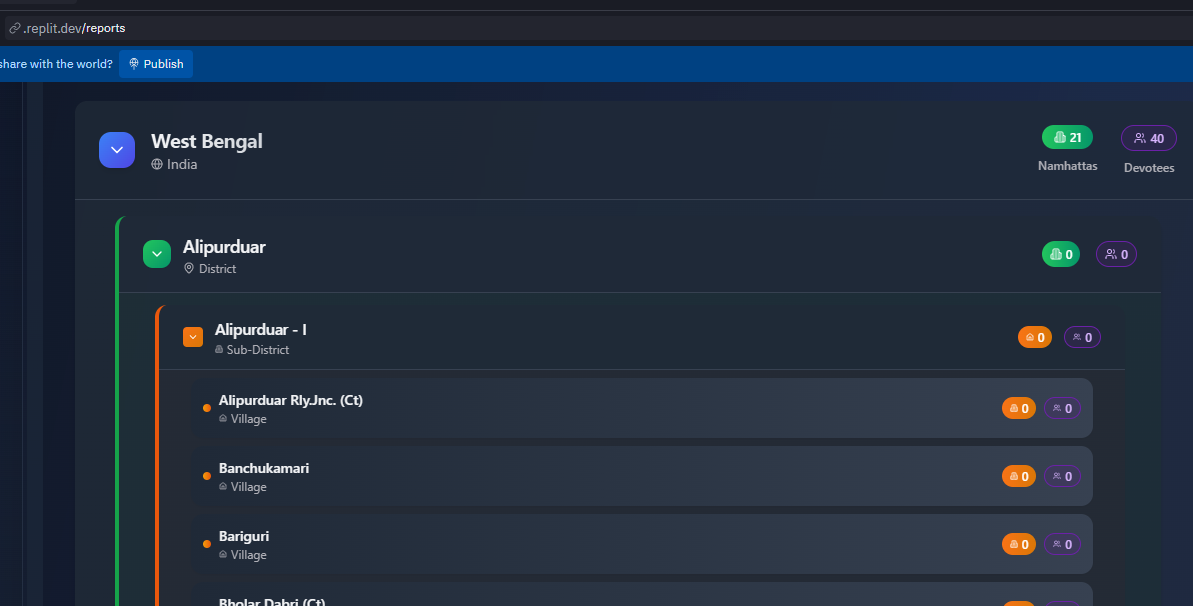 .replit.dev/reports
share with the world?
Publish
West Bengal
India
21
Namhattas
40
Devotees
Alipurduar
District
0
0
Alipurduar - I
Sub-District
0
0
Alipurduar Rly.Jnc. (Ct)
Village
0
0
Banchukamari
Village
0
0
Bariguri
Village
0
0
Bholar Dabri (Ct)